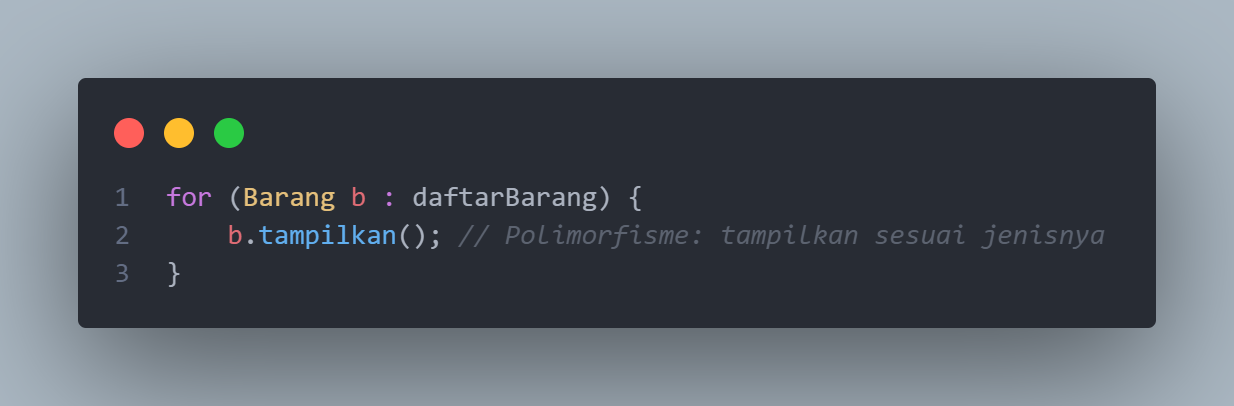 1 for (Barang b : daftarBarang) {
2 b.tampilkan(); // Polimorfisme: tampilkan sesuai jenisnya
3 }